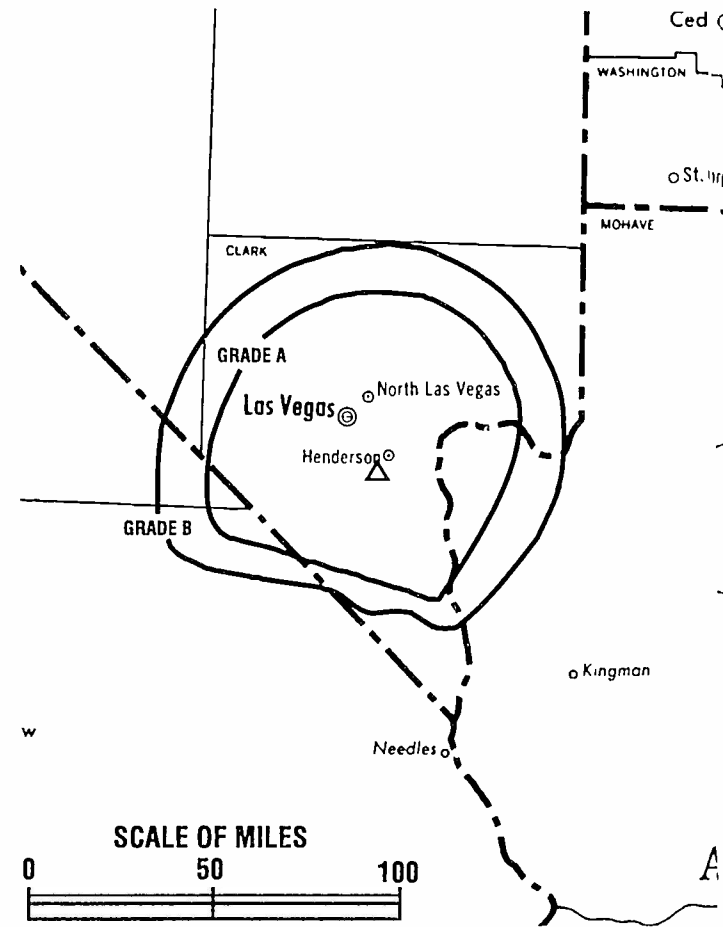 Ced
WASHINGTON
St.
MOHAVE
CLARK
GRADE A
North Las Vegas
Las Vegas
Henderson
GRADE B
Kingman
w
Needles
SCALE OF MILES
0 50 100
A